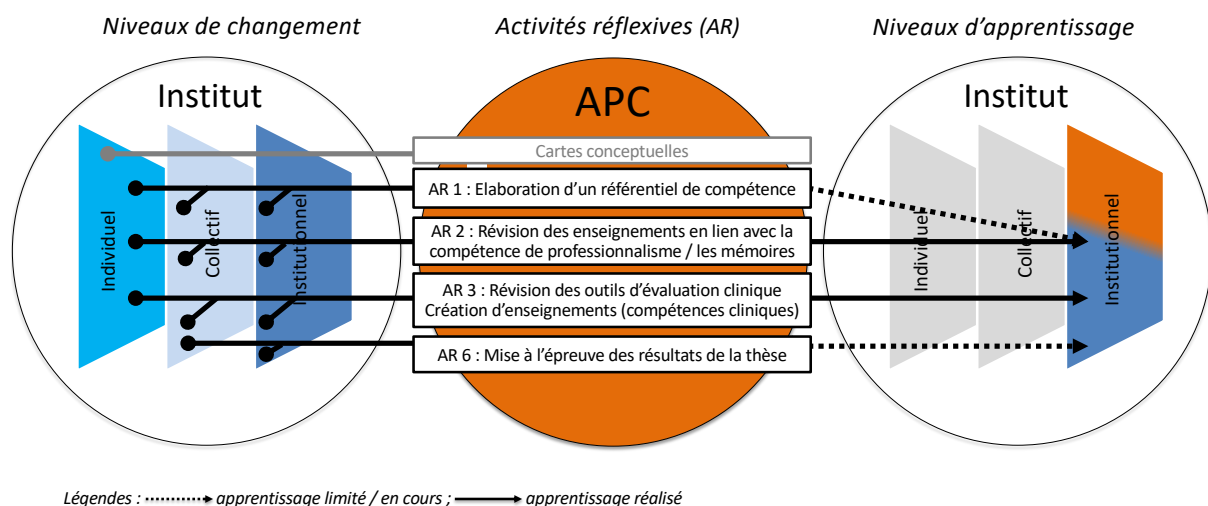 Niveaux de changement
Activités réflexives (AR)
Niveaux d'apprentissage
Institut
APC
Institut
Individuel
Collectif
Institutionnel
Cartes conceptuelles
AR 1 : Elaboration d'un référentiel de compétence
AR 2 : Révision des enseignements en lien avec la
compétence de professionnalisme / les mémoires
AR 3 : Révision des outils d'évaluation clinique
Création d'enseignements (compétences cliniques)
AR 6 : Mise à l'épreuve des résultats de la thèse
Individuel
Collectif
Institutionnel
Légendes : apprentissage limité / en cours ; apprentissage réalisé